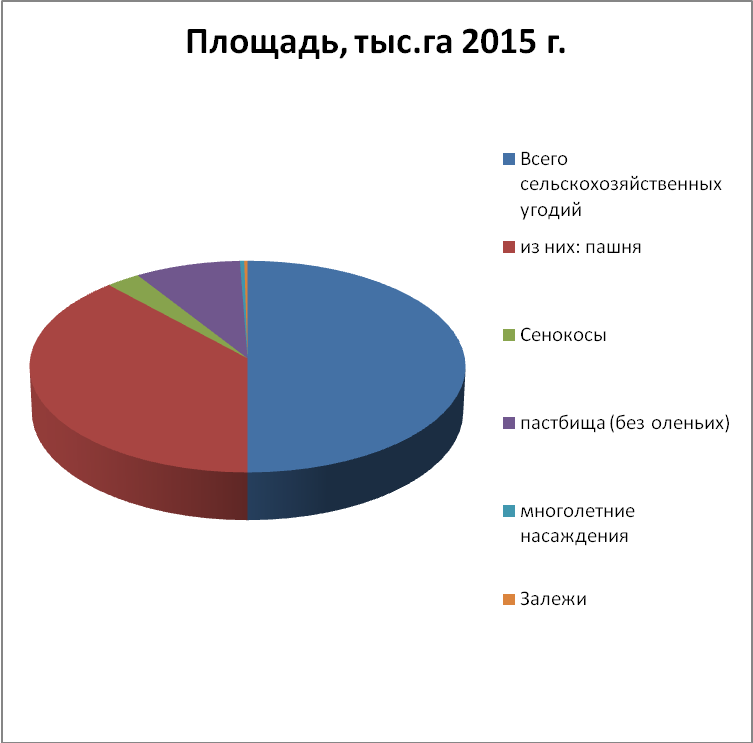 Площадь, тыс.га 2015 г.
Всего
сельскохозяйственных
угодий
из них: пашня
Сенокосы
пастбища (без оленьих)
многолетние
насаждения
Залежи